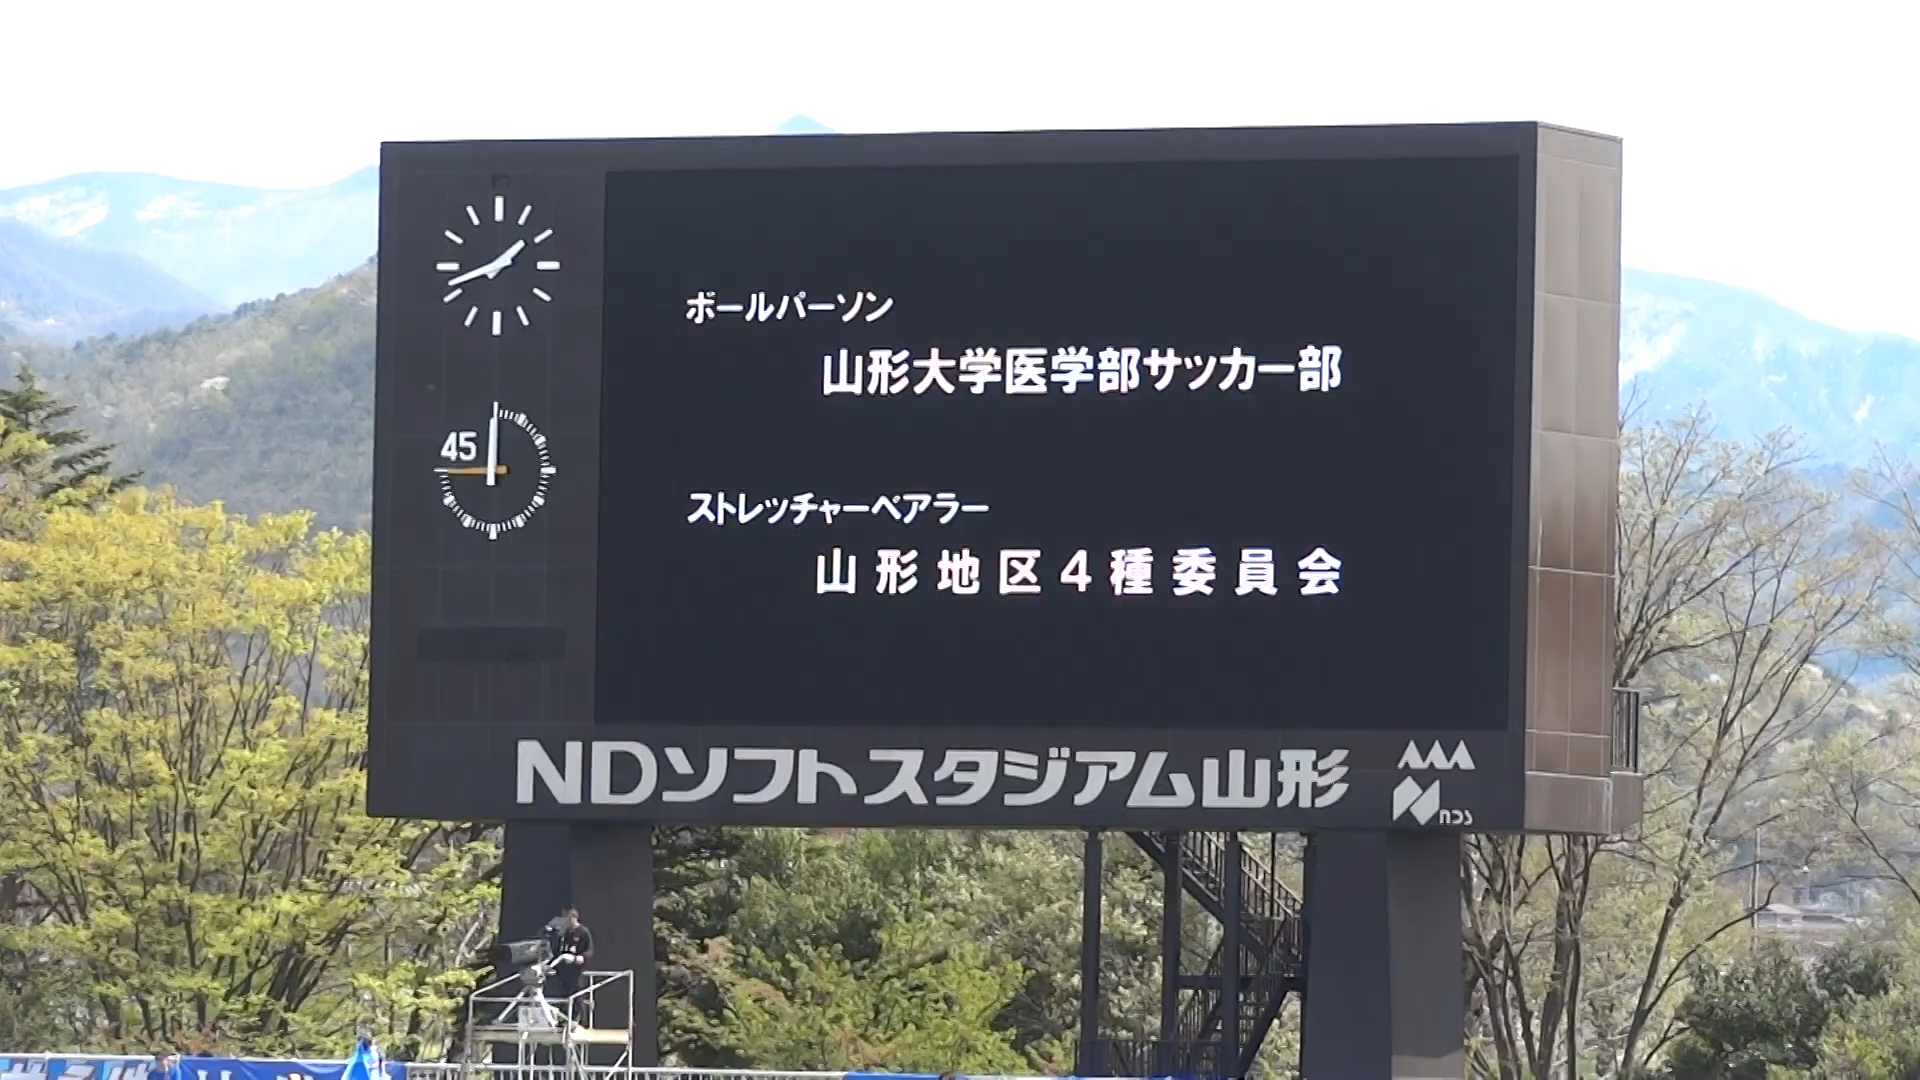 45
ボールパーソン
山形大学医学部サッカー部
ストレッチャーベアラー
山形地区4種委員会
NDソフトスタジアム山形